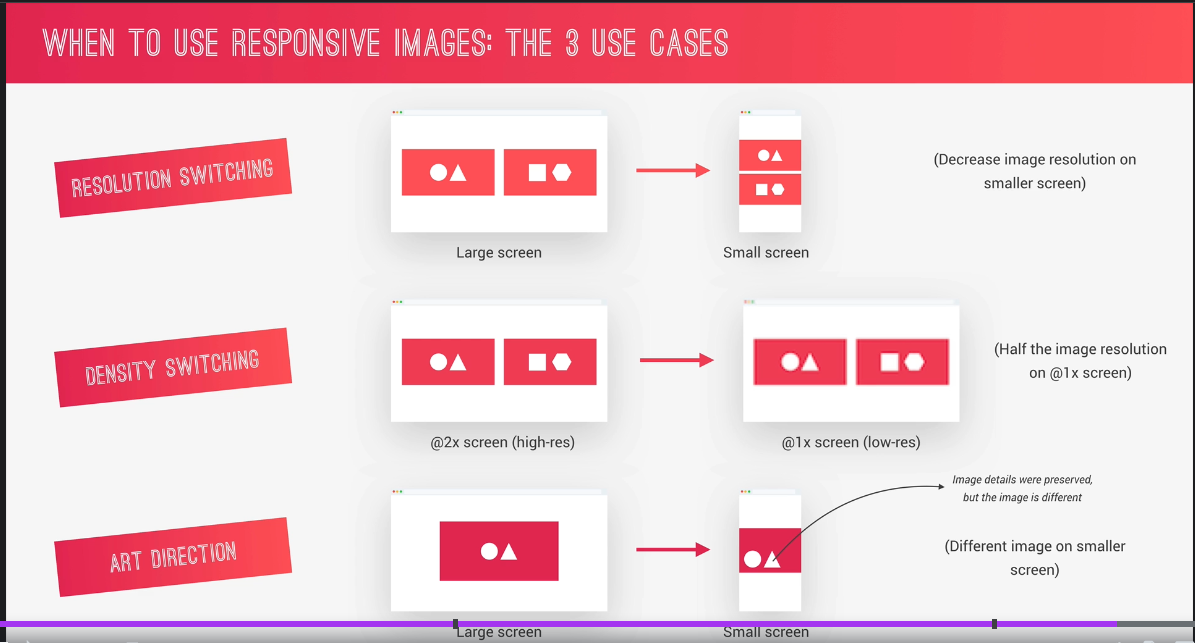 WHEN TO USE RESPONSIVE IMAGES: THE 3 USE CASES
RESOLUTION SWITCHING
Large screen
Small screen
(Decrease image resolution on
smaller screen)
DENSITY SWITCHING
@2x screen (high-res)
@1x screen (low-res)
(Half the image resolution
on @1x screen)
ART DIRECTION
Large screen
Small screen
Image details were preserved,
but the image is different
(Different image on smaller
screen)